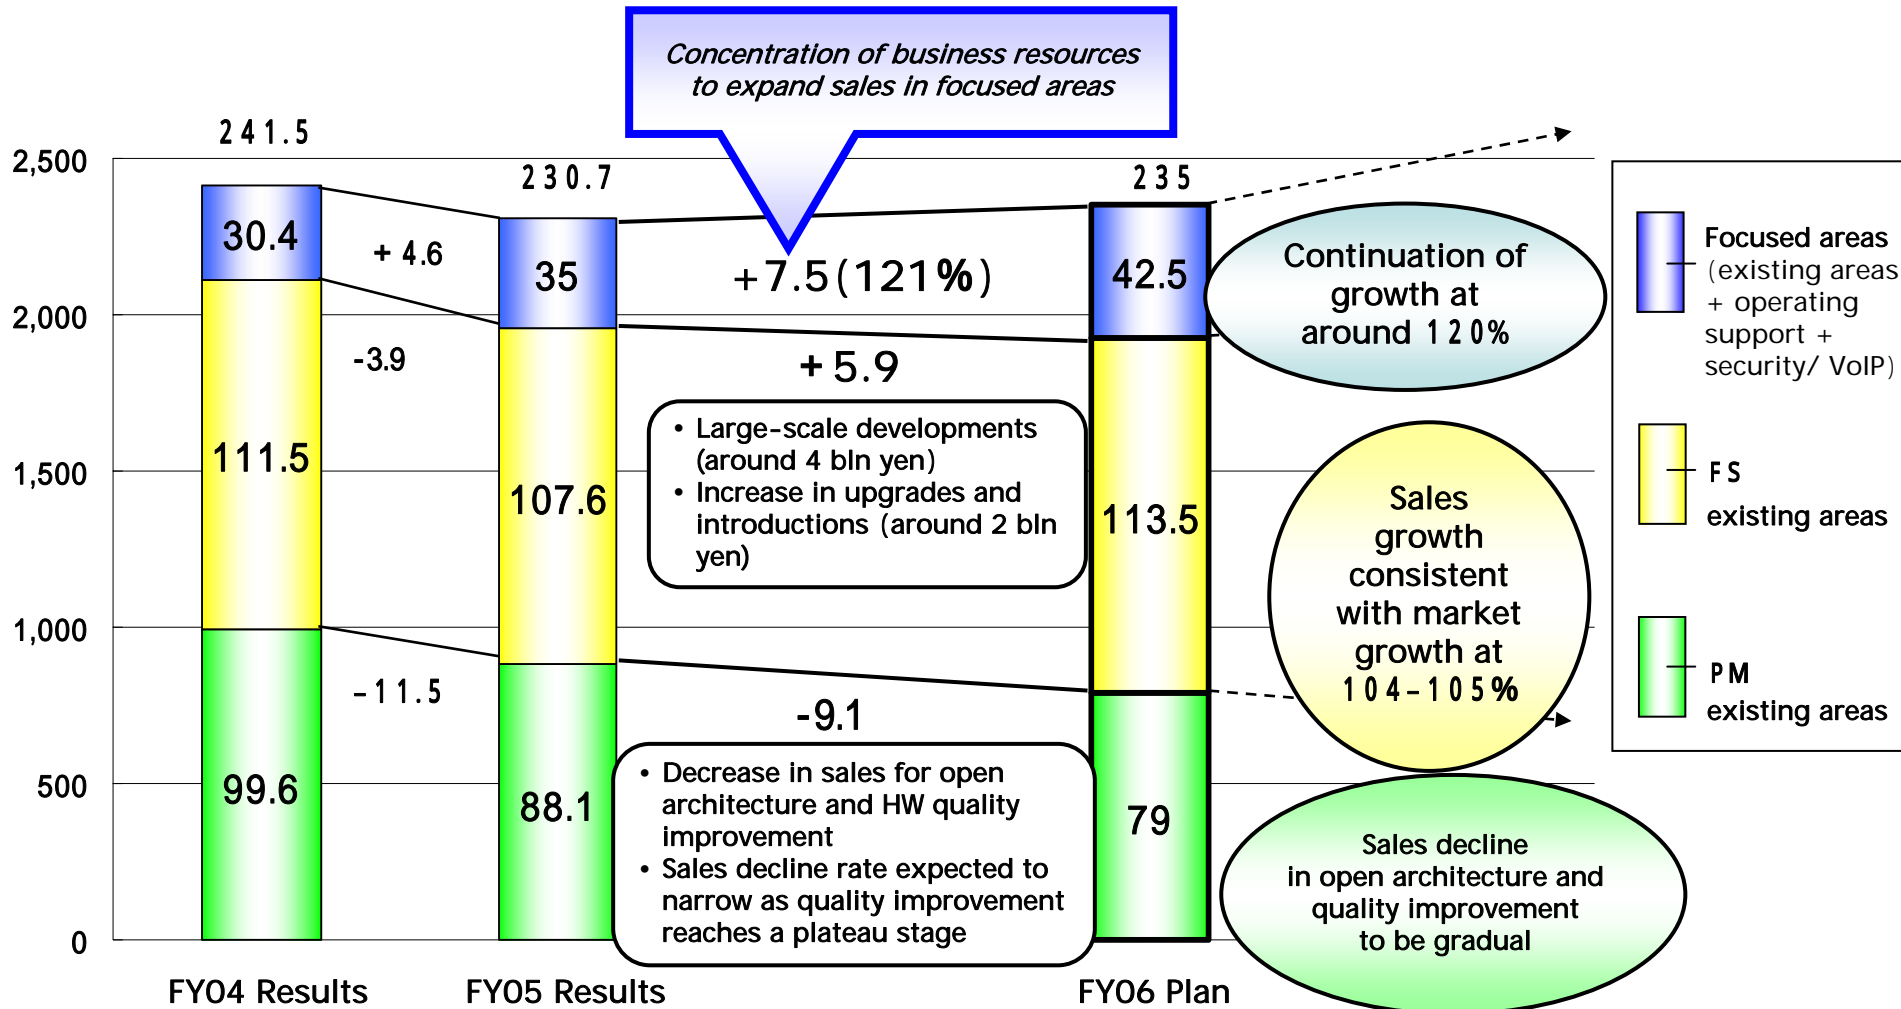 Concentration of business resources
to expand sales in focused areas
241.5
230.7
235
2,500
2,000
1,500
1,000
500
0
30.4
111.5
99.6
+ 4.6
-3.9
-11.5
35
107.6
88.1
+7.5(121%)
+5.9
• Large-scale developments
(around 4 bln yen)
• Increase in upgrades and
introductions (around 2 bln
yen)
-9.1
• Decrease in sales for open
architecture and HW quality
improvement
• Sales decline rate expected to
narrow as quality improvement
reaches a plateau stage
42.5
113.5
79
Continuation of
growth at
around 120%
Sales
growth
consistent
with market
growth at
104-105%
Sales decline
in open architecture and
quality improvement
to be gradual
Focused areas
(existing areas
+ operating
support +
security/ VoIP)
FS
existing areas
PM
existing areas
FY04 Results
FY05 Results
FY06 Plan